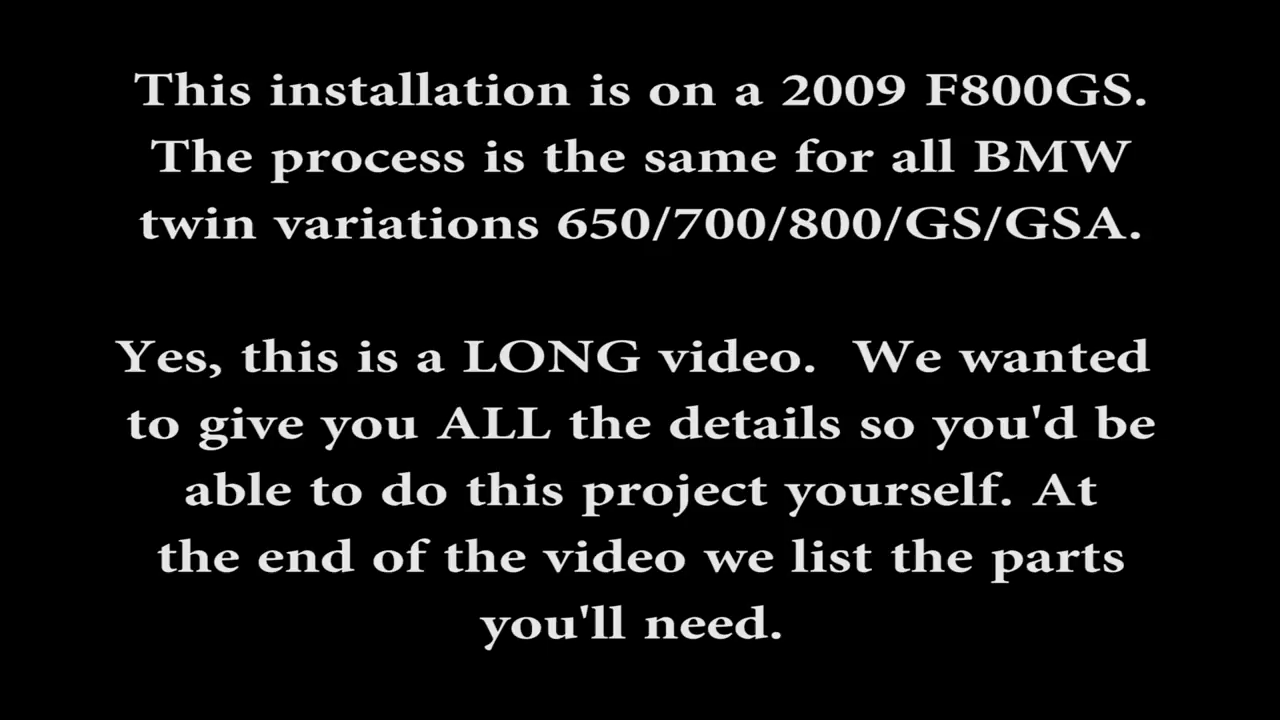 This installation is on a 2009 F800GS.
The process is the same for all BMW
twin variations 650/700/800/GS/GSA.
Yes, this is a LONG video.  We wanted
to give you ALL the details so you'd be
able to do this project yourself. At
the end of the video we list the parts
you'll need.